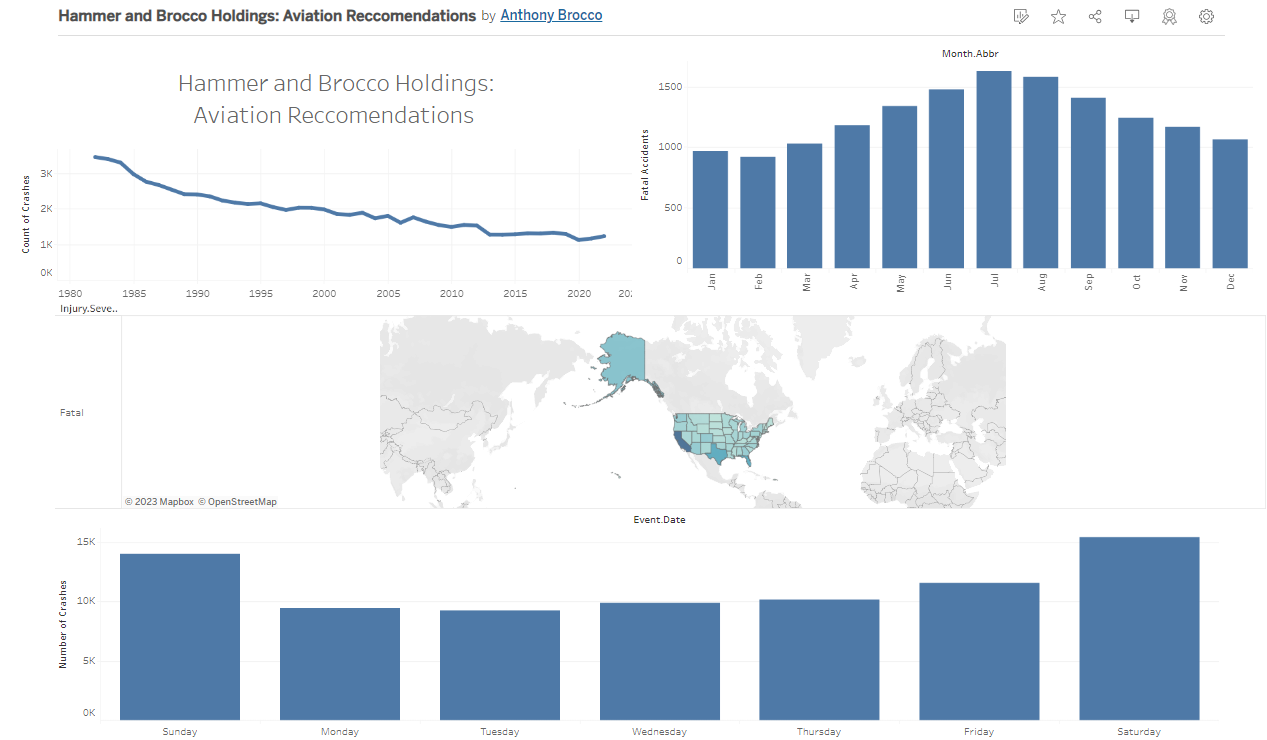 Hammer and Brocco Holdings: Aviation Reccomendations by Anthony Brocco
Hammer and Brocco Holdings:
Aviation Reccomendations
Count of Crashes
3K
2K
1K
0K
1980 1985 1990 1995 2000 2005 2010 2015 2020 202
Month.Abbr
Fatal Accidents
1500
1000
500
0
Jan Feb Mar Apr May Jun Jul Aug Sep Oct Nov Dec
Injury.Seve..
Fatal
© 2023 Mapbox © OpenStreetMap
Event.Date
Number of Crashes
15K
10K
5K
0K
Sunday Monday Tuesday Wednesday Thursday Friday Saturday